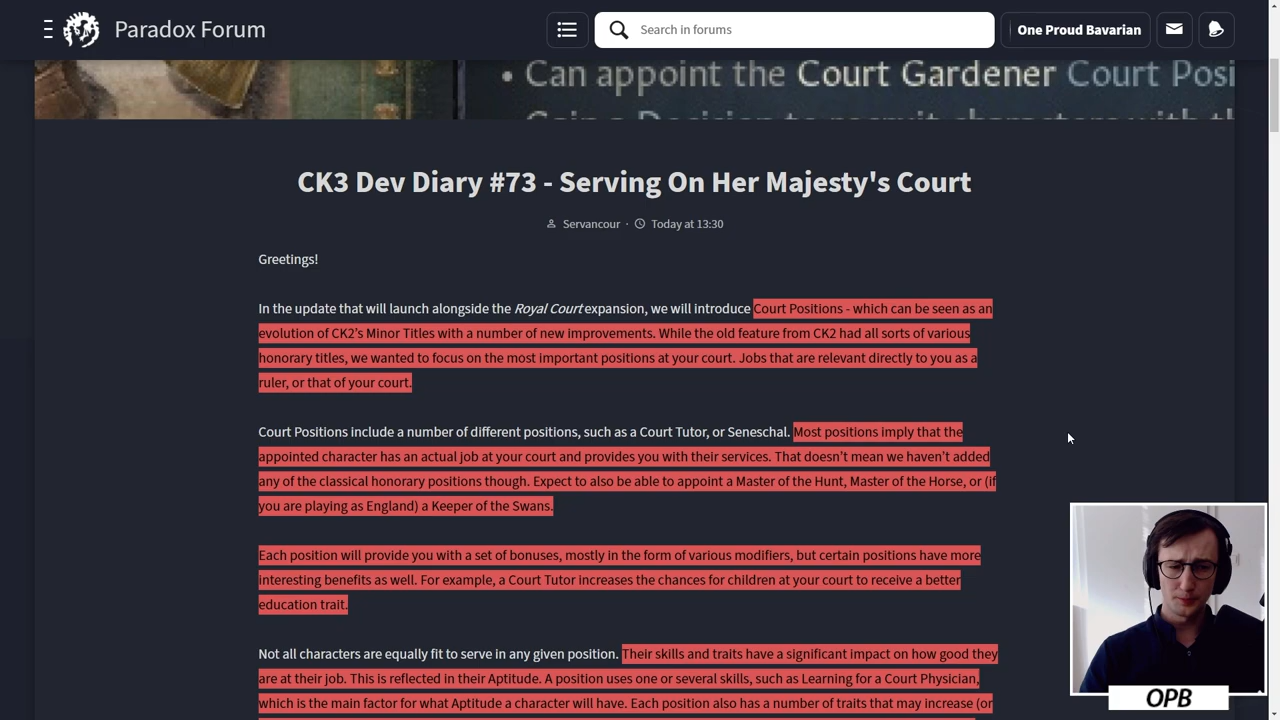 Paradox Forum
Search in forums
One Proud Bavarian
• Can appoint the Court Gardener Court Posi
CK3 Dev Diary #73 - Serving On Her Majesty's Court
Servancour · Today at 13:30
Greetings!
In the update that will launch alongside the Royal Court expansion, we will introduce Court Positions - which can be seen as an
evolution of CK2’s Minor Titles with a number of new improvements. While the old feature from CK2 had all sorts of various
honorary titles, we wanted to focus on the most important positions at your court. Jobs that are relevant directly to you as a
ruler, or that of your court.
Court Positions include a number of different positions, such as a Court Tutor, or Seneschal. Most positions imply that the
appointed character has an actual job at your court and provides you with their services. That doesn’t mean we haven’t added
any of the classical honorary positions though. Expect to also be able to appoint a Master of the Hunt, Master of the Horse, or (if
you are playing as England) a Keeper of the Swans.
Each position will provide you with a set of bonuses, mostly in the form of various modifiers, but certain positions have more
interesting benefits as well. For example, a Court Tutor increases the chances for children at your court to receive a better
education trait.
Not all characters are equally fit to serve in any given position. Their skills and traits have a significant impact on how good they
are at their job. This is reflected in their Aptitude. A position uses one or several skills, such as Learning for a Court Physician,
which is the main factor for what Aptitude a character will have. Each position also has a number of traits that may increase (or
OPB